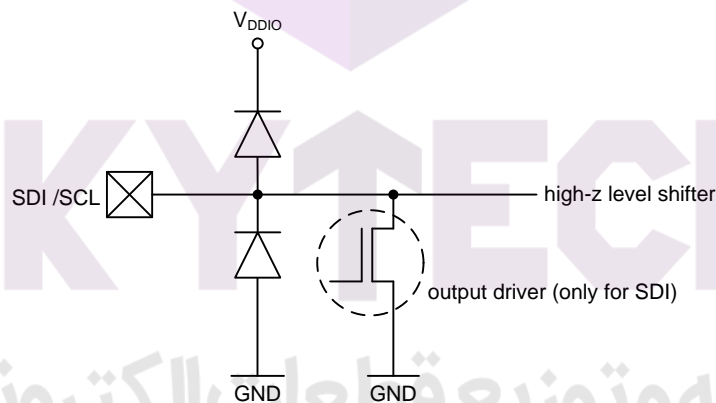 VDDIO
SDI /SCL
high-z level shifter
output driver (only for SDI)
GND
GND